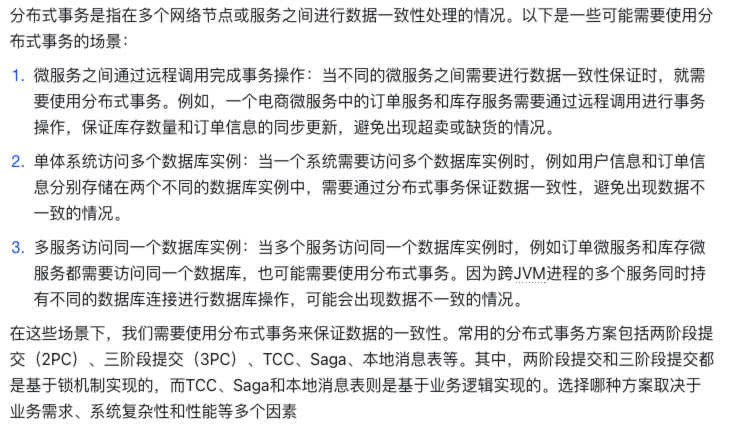 分布式事务是指在多个网络节点或服务之间进行数据一致性处理的情况。以下是一些可能需要使用分
布式事务的场景：
1. 微服务之间通过远程调用完成事务操作：当不同的微服务之间需要进行数据一致性保证时，就需
要使用分布式事务。例如，一个电商微服务中的订单服务和库存服务需要通过远程调用进行事务
操作，保证库存数量和订单信息的同步更新，避免出现超卖或缺货的情况。
2. 单体系统访问多个数据库实例：当一个系统需要访问多个数据库实例时，例如用户信息和订单信
息分别存储在两个不同的数据库实例中，需要通过分布式事务保证数据一致性，避免出现数据不
一致的情况。
3. 多服务访问同一个数据库实例：当多个服务访问同一个数据库实例时，例如订单微服务和库存微
服务都需要访问同一个数据库，也可能需要使用分布式事务。因为跨JVM进程的多个服务同时持
有不同的数据库连接进行数据库操作，可能会出现数据不一致的情况。
在这些场景下，我们需要使用分布式事务来保证数据的一致性。常用的分布式事务方案包括两阶段提
交（2PC）、三阶段提交（3PC）、TCC、Saga、本地消息表等。其中，两阶段提交和三阶段提交都
是基于锁机制实现的，而TCC、Saga和本地消息表则是基于业务逻辑实现的。选择哪种方案取决于
业务需求、系统复杂性和性能等多个因素